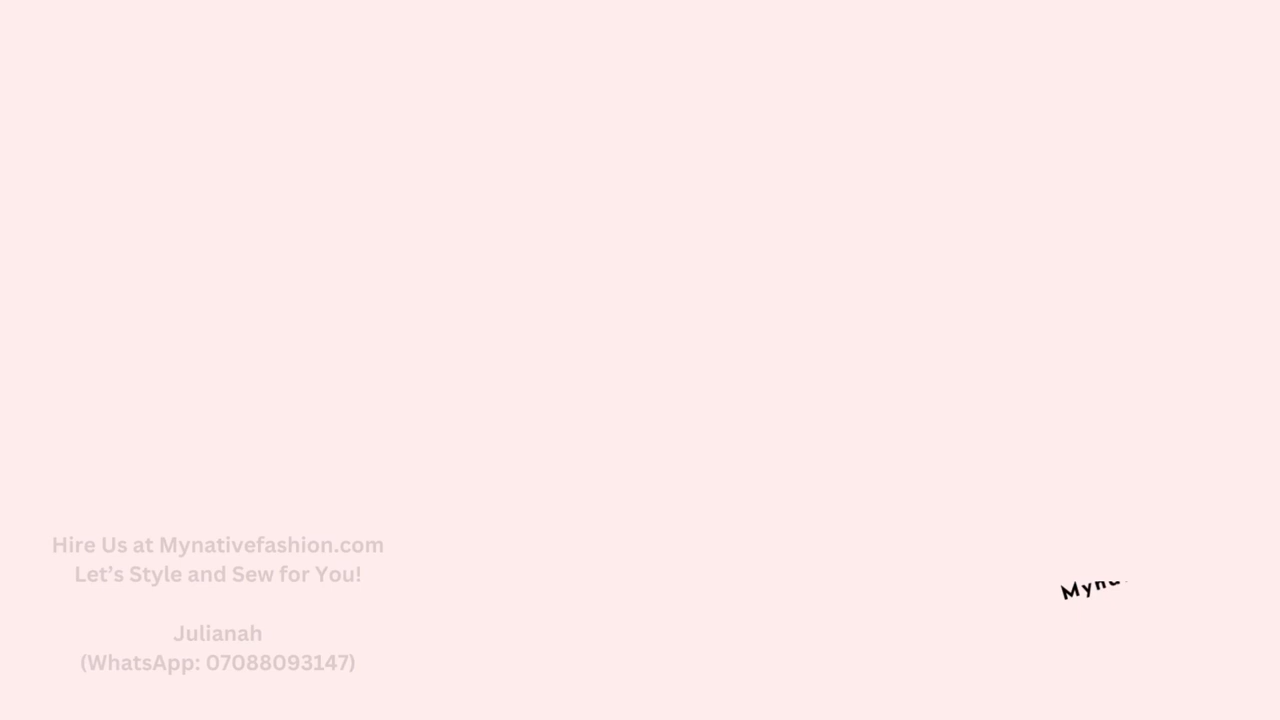 Hire Us at Mynativefashion.com
Let’s Style and Sew for You!
Julianah
(WhatsApp: 07088093147)